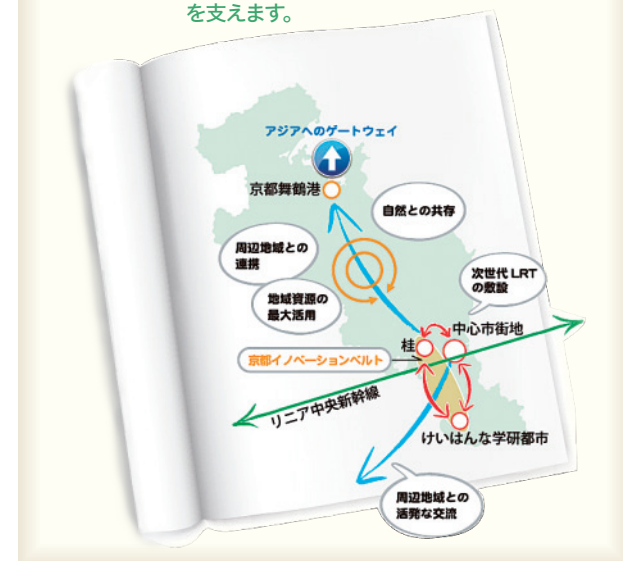 を支えます。
アジアへのゲートウェイ
京都舞鶴港
自然との共存
周辺地域との
連携
地域資源の
最大活用
次世代 LRT
の敷設
中心市街地
桂
京都イノベーションベルト
リニア中央新幹線
けいはんな学研都市
周辺地域との
活発な交流